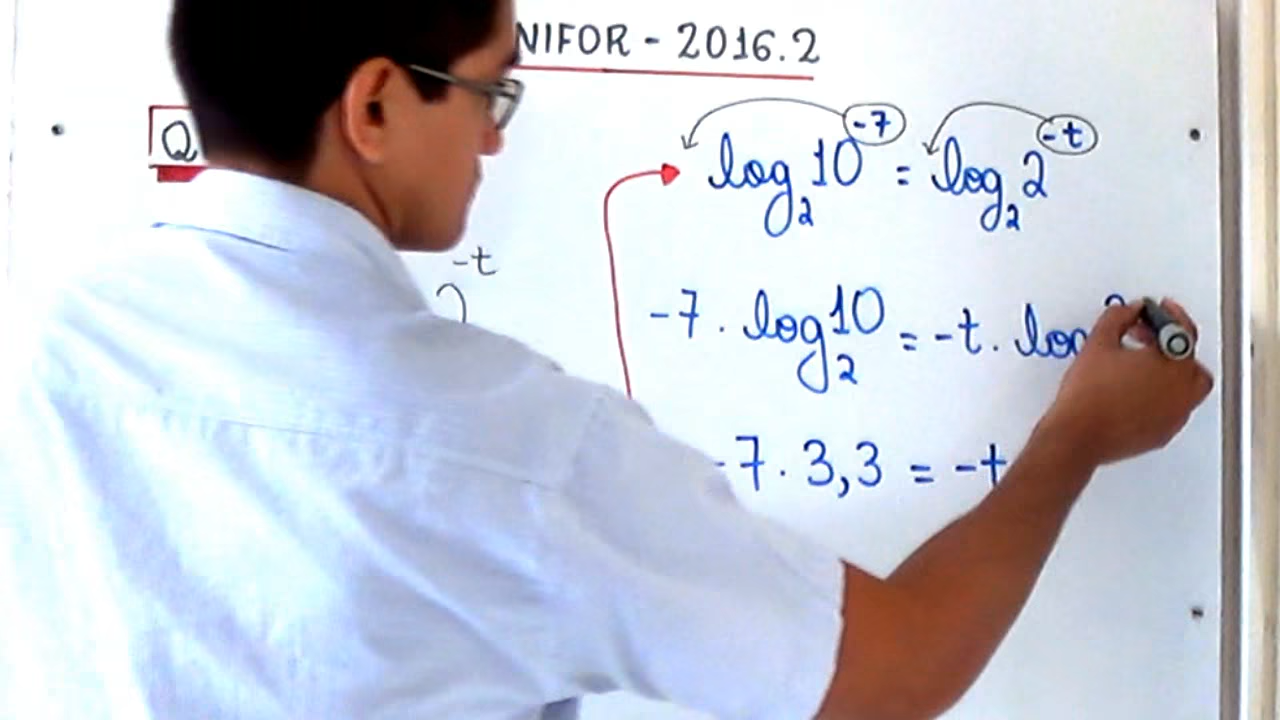 NIFOR - 2016.2
Q
log₂10⁻⁷ = log₂2⁻ᵗ
-t
-7 . log₂10 = -t . log
-7 . 3,3 = -t